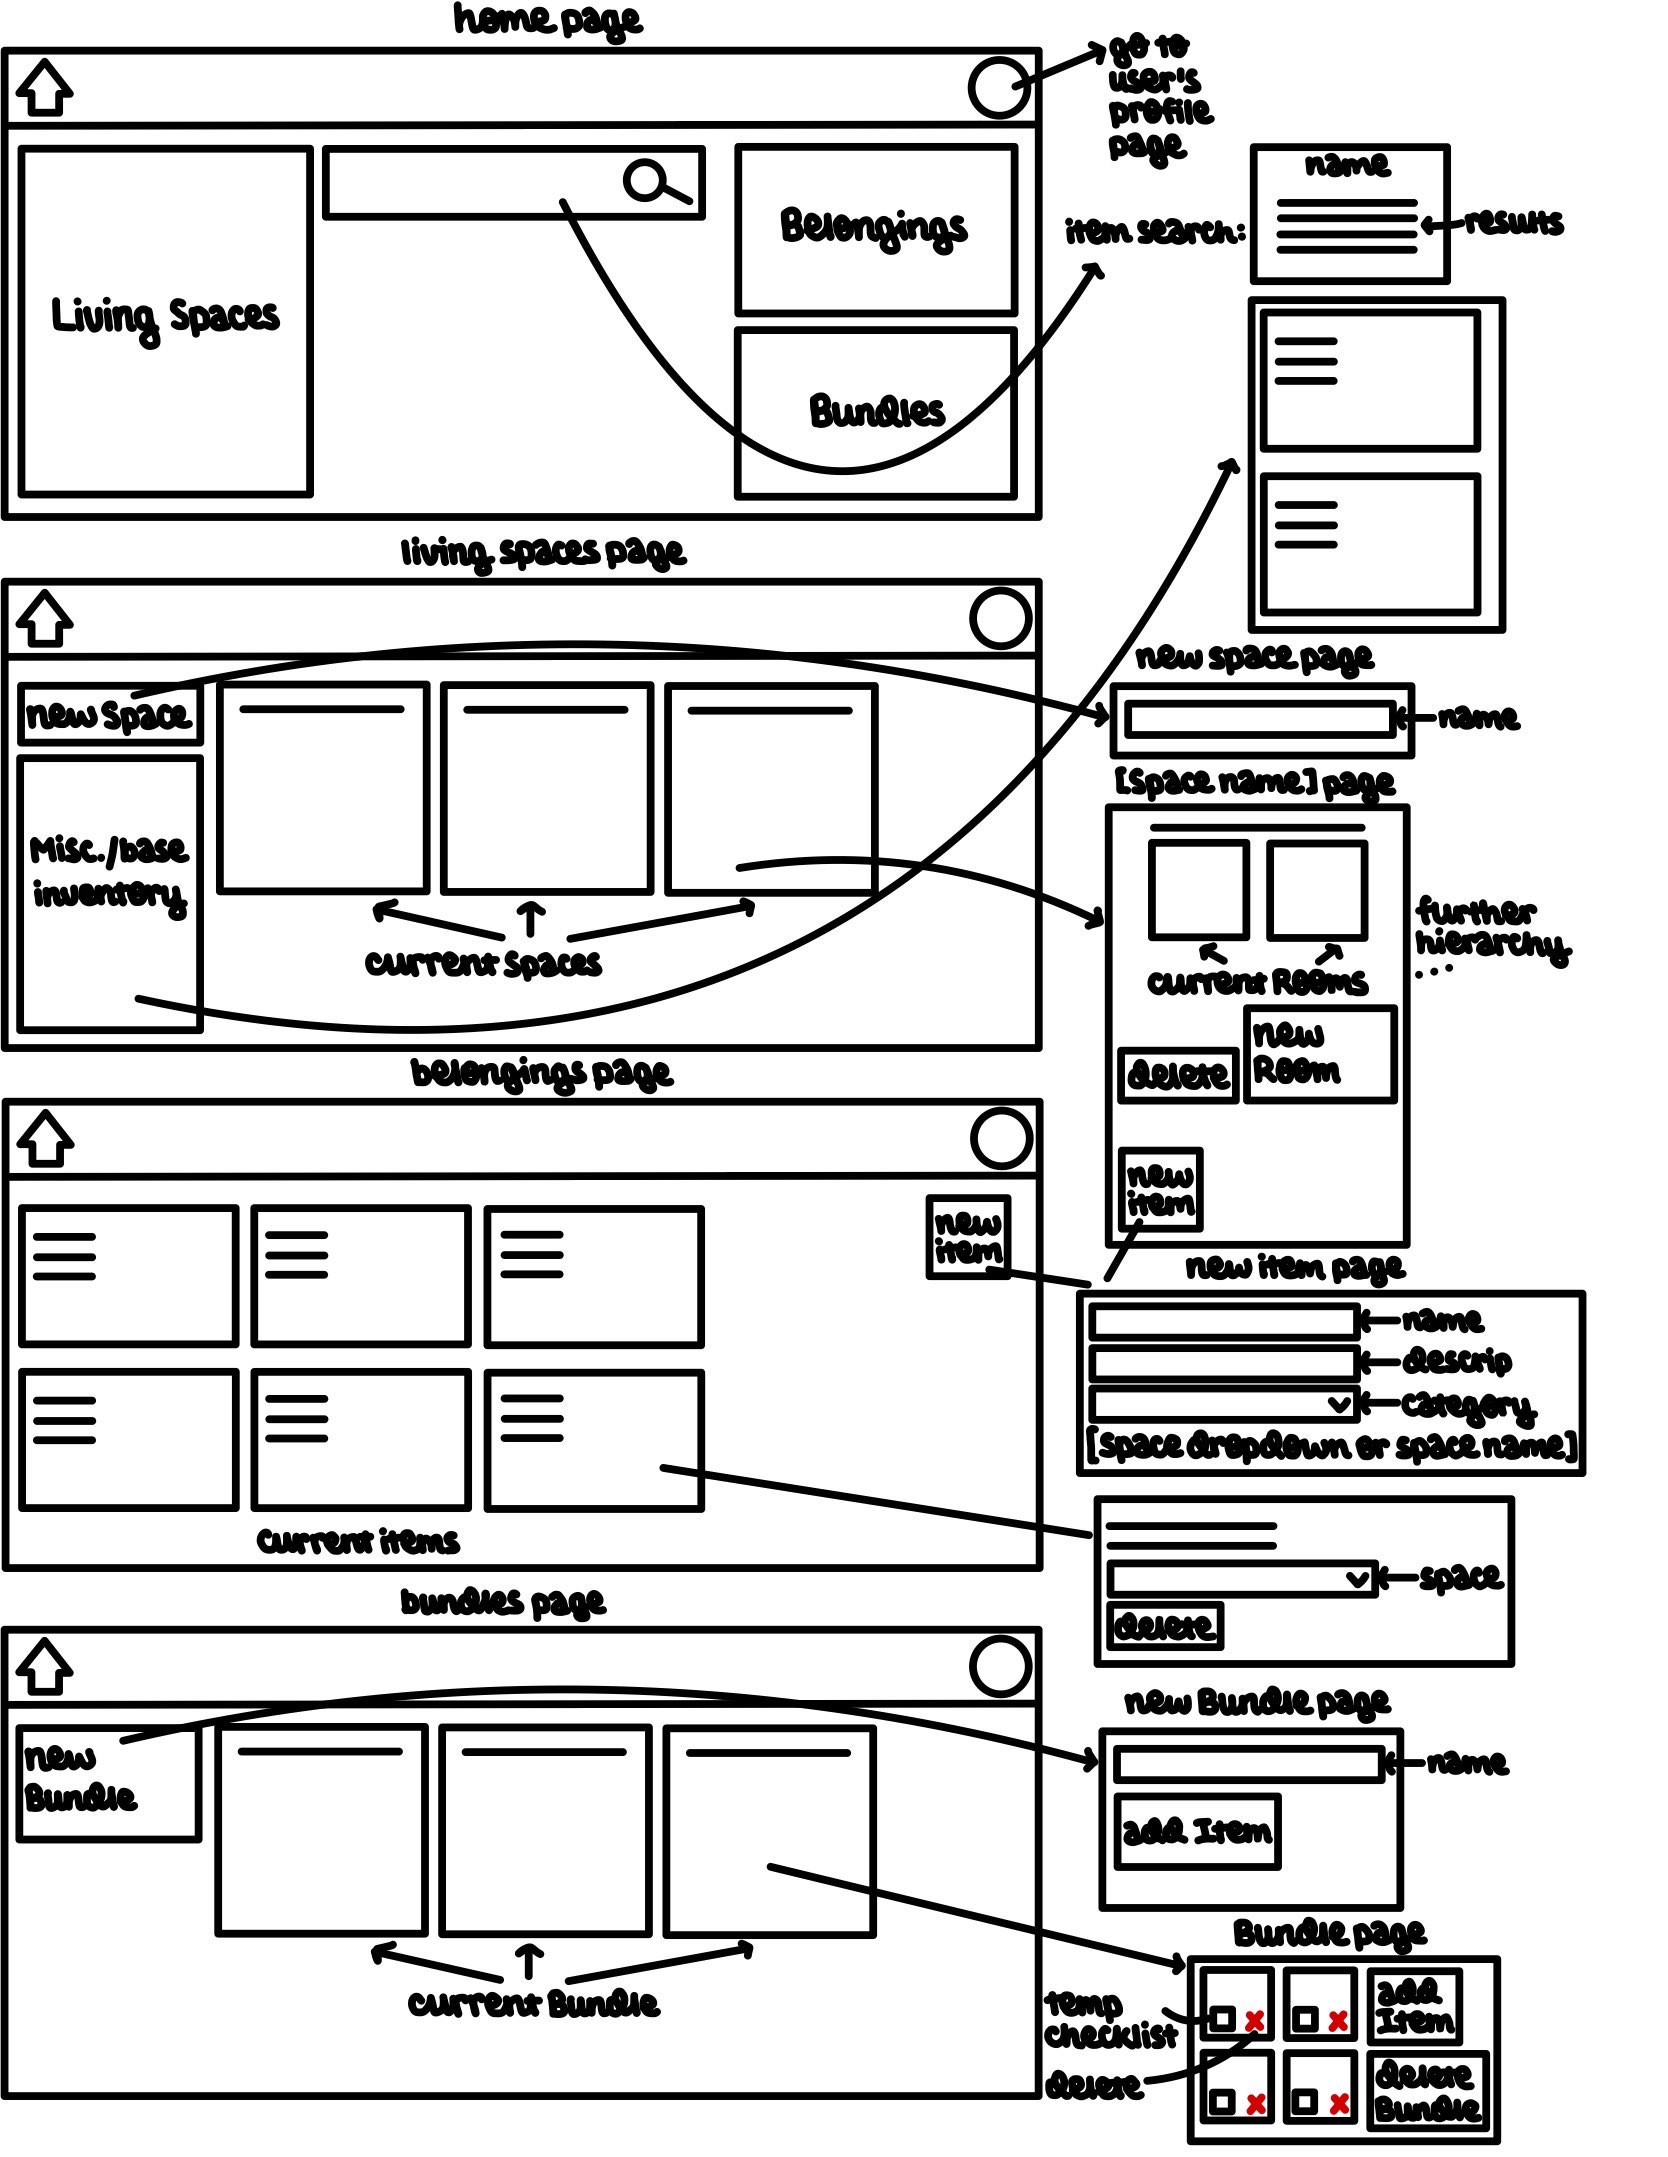 home page
go to
user's
profile
page
name
item search:
results
Belongings
Living Spaces
Bundles
living spaces page
new space page
new Space
name
[space name] page
Misc./base
inventory
current Spaces
further
hierarchy
...
current Rooms
new
Room
delete
new
item
belongings page
new
item
new item page
name
descrip
category
[space dropdown or space name]
current items
space
delete
bundles page
new Bundle page
new
Bundle
name
add Item
current Bundle
Bundle page
temp
checklist
delete
add
Item
delete
Bundle